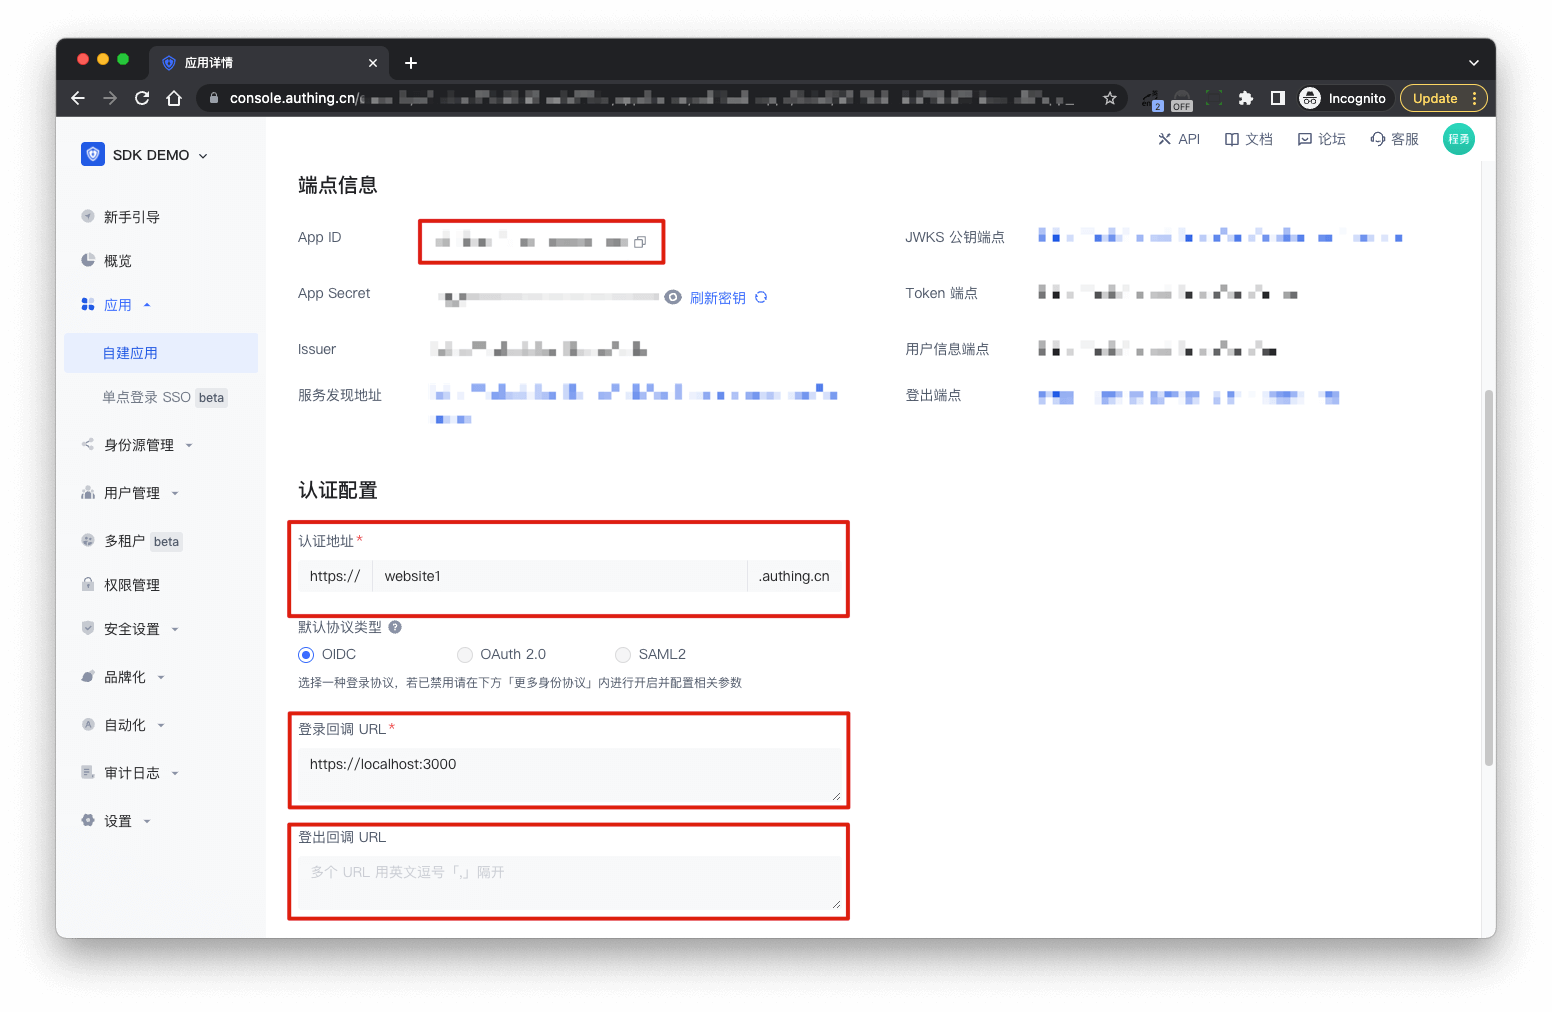 应用详情
console.authing.cn/
2
OFF
Incognito
Update
SDK DEMO
API
文档
论坛
客服
程勇
新手引导
概览
应用
自建应用
单点登录 SSO beta
身份源管理
用户管理
多租户 beta
权限管理
安全设置
品牌化
自动化
审计日志
设置
端点信息
App ID
App Secret
刷新密钥
Issuer
服务发现地址
JWKS 公钥端点
Token 端点
用户信息端点
登出端点
认证配置
认证地址*
https:// website1 .authing.cn
默认协议类型 ?
OIDC OAuth 2.0 SAML2
选择一种登录协议，若已禁用请在下方「更多身份协议」内进行开启并配置相关参数
登录回调 URL*
https://localhost:3000
登出回调 URL
多个 URL 用英文逗号「,」隔开